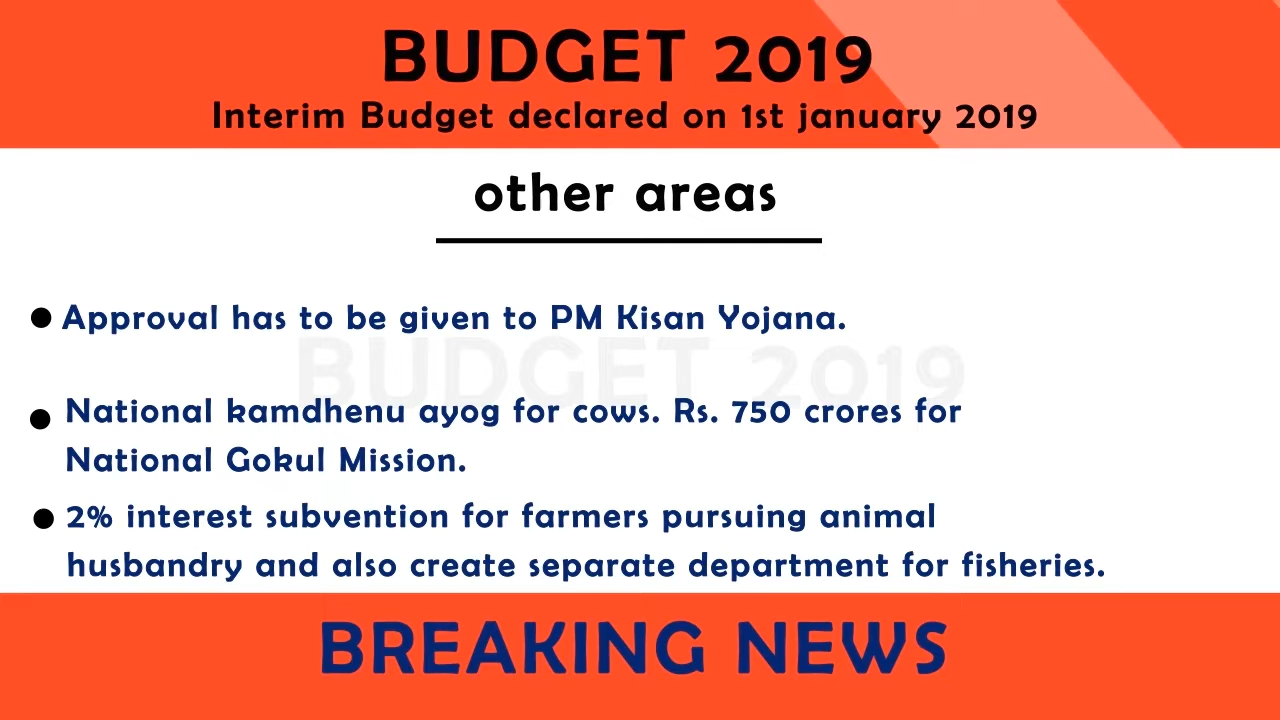 BUDGET 2019
Interim Budget declared on 1st january 2019
other areas
Approval has to be given to PM Kisan Yojana.
BUDGET 2019
National kamdhenu ayog for cows. Rs. 750 crores for
National Gokul Mission.
2% interest subvention for farmers pursuing animal
husbandry and also create separate department for fisheries.
BREAKING NEWS